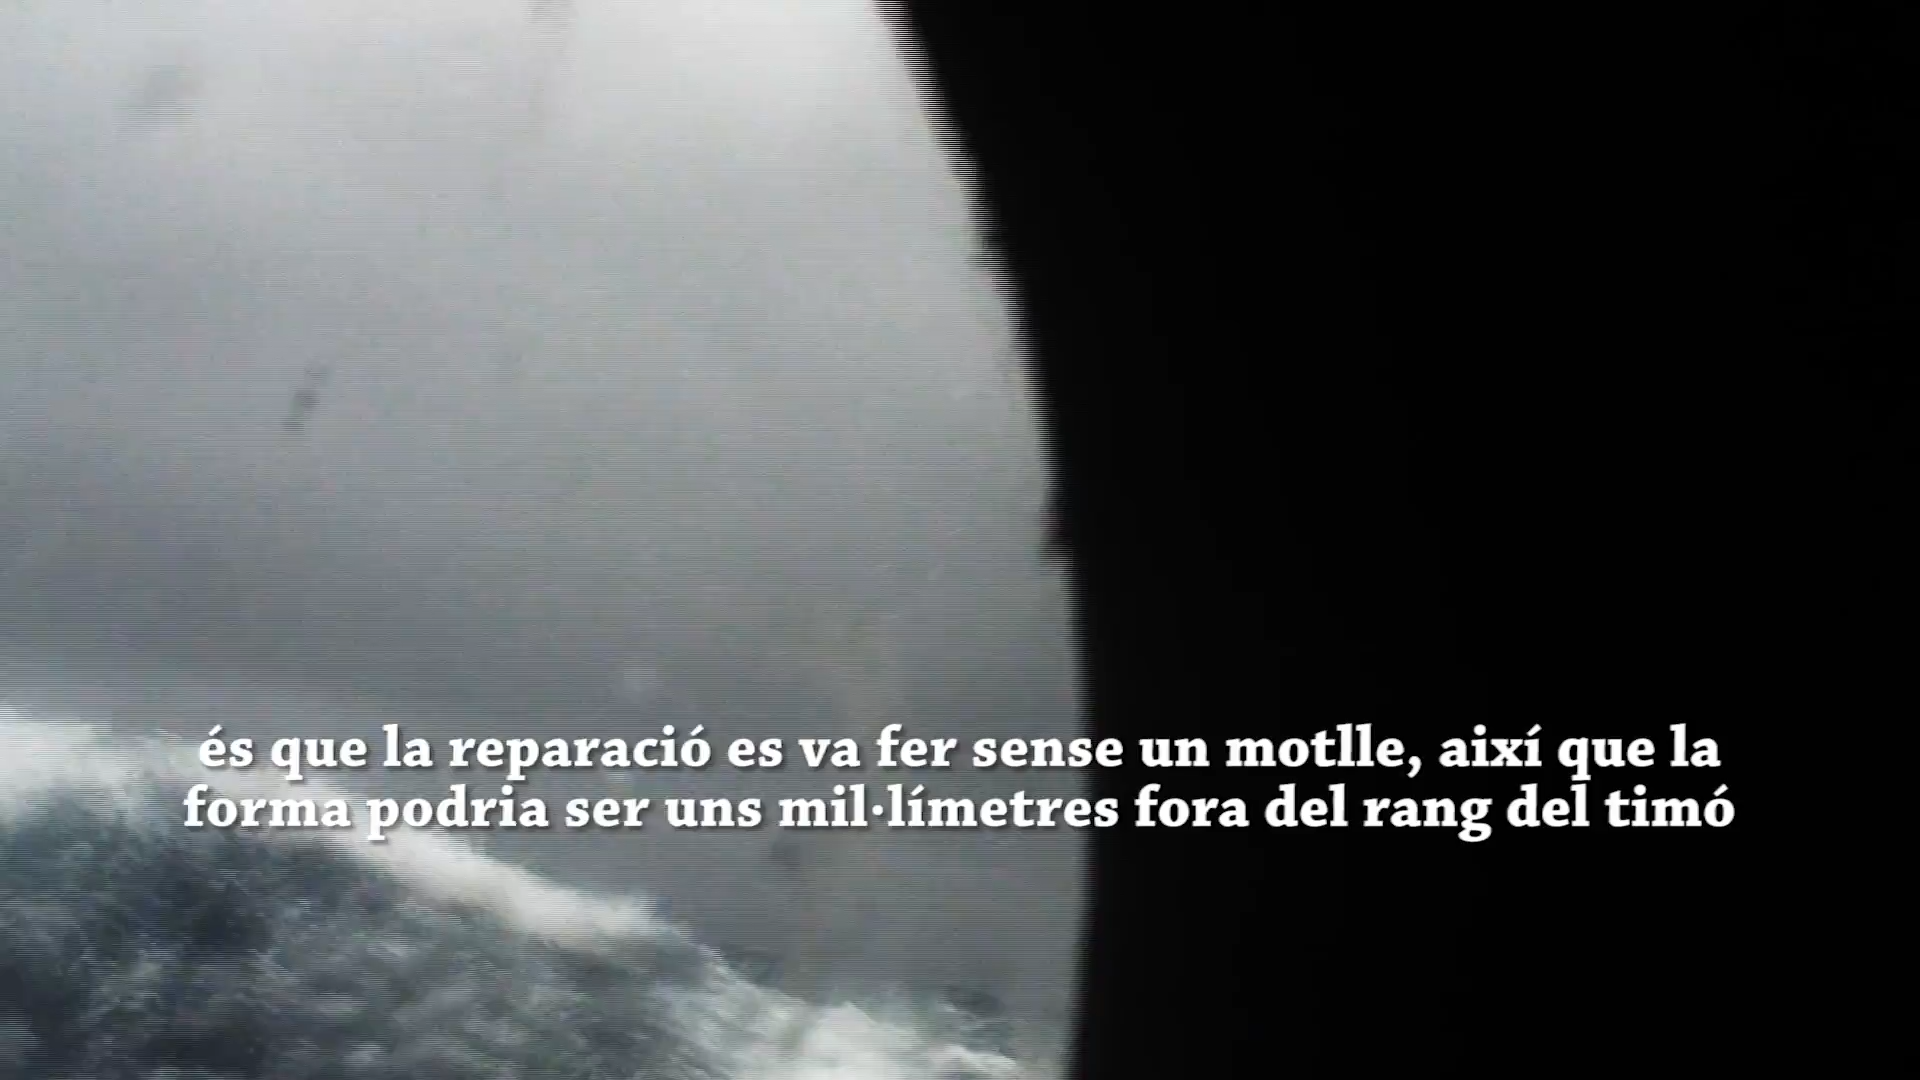 és que la reparació es va fer sense un motlle, així que la
forma podria ser uns mil·límetres fora del rang del timó